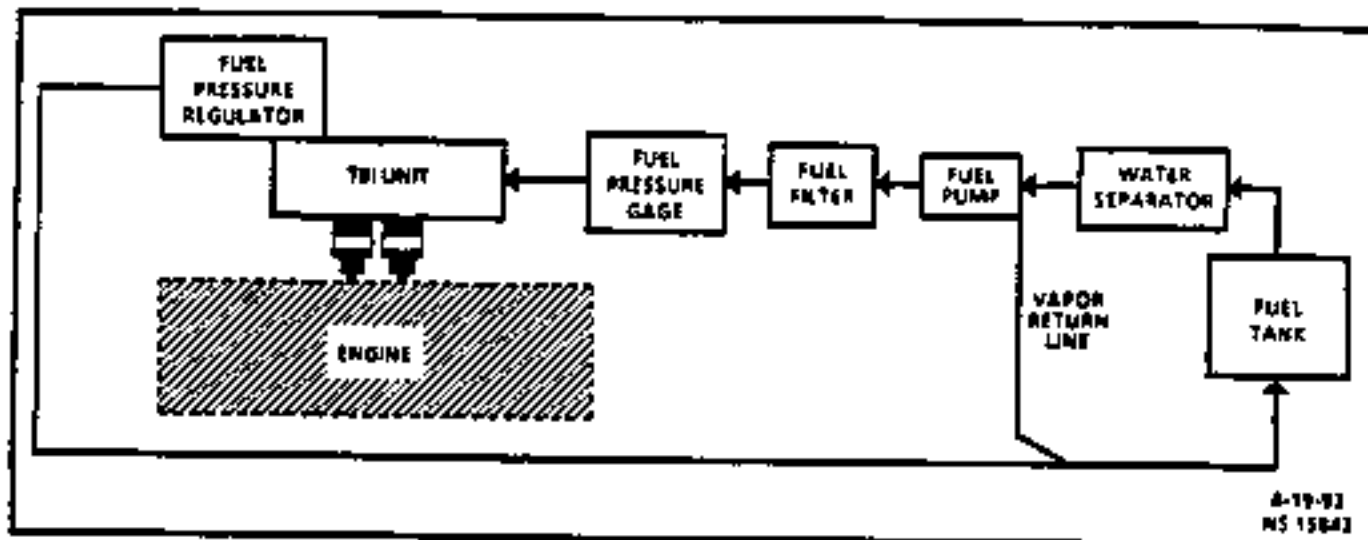 FUEL
PRESSURE
REGULATOR
TBI UNIT
FUEL
PRESSURE
GAGE
FUEL
FILTER
FUEL
PUMP
WATER
SEPARATOR
FUEL
TANK
VAPOR
RETURN
LINE
ENGINE